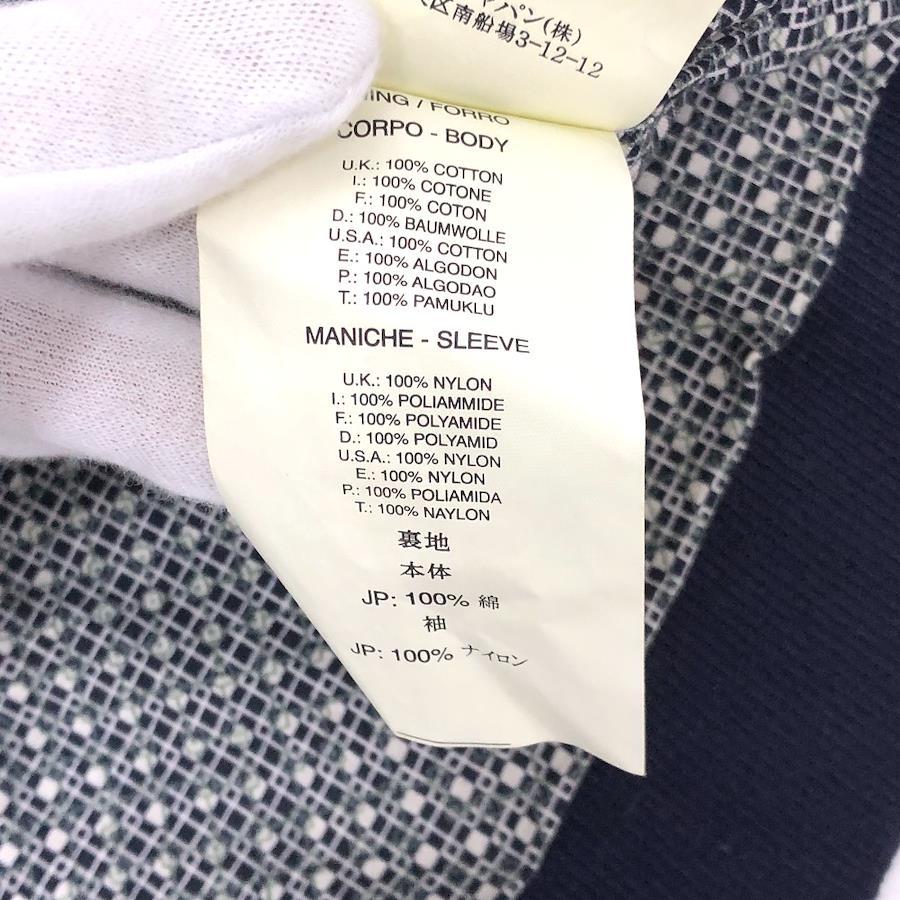 パン(株)
区南船場3-12-12
ING / FORRO
CORPO - BODY
U.K.: 100% COTTON
I.: 100% COTONE
F.: 100% COTON
D.: 100% BAUMWOLLE
U.S.A.: 100% COTTON
E.: 100% ALGODON
P.: 100% ALGODAO
T.: 100% PAMUKLU
MANICHE - SLEEVE
U.K.: 100% NYLON
I.: 100% POLIAMMIDE
F.: 100% POLYAMIDE
D.: 100% POLYAMID
U.S.A.: 100% NYLON
E.: 100% NYLON
P.: 100% POLIAMIDA
T.: 100% NAYLON
裏地
本体
JP: 100% 綿
袖
JP: 100% ナイロン